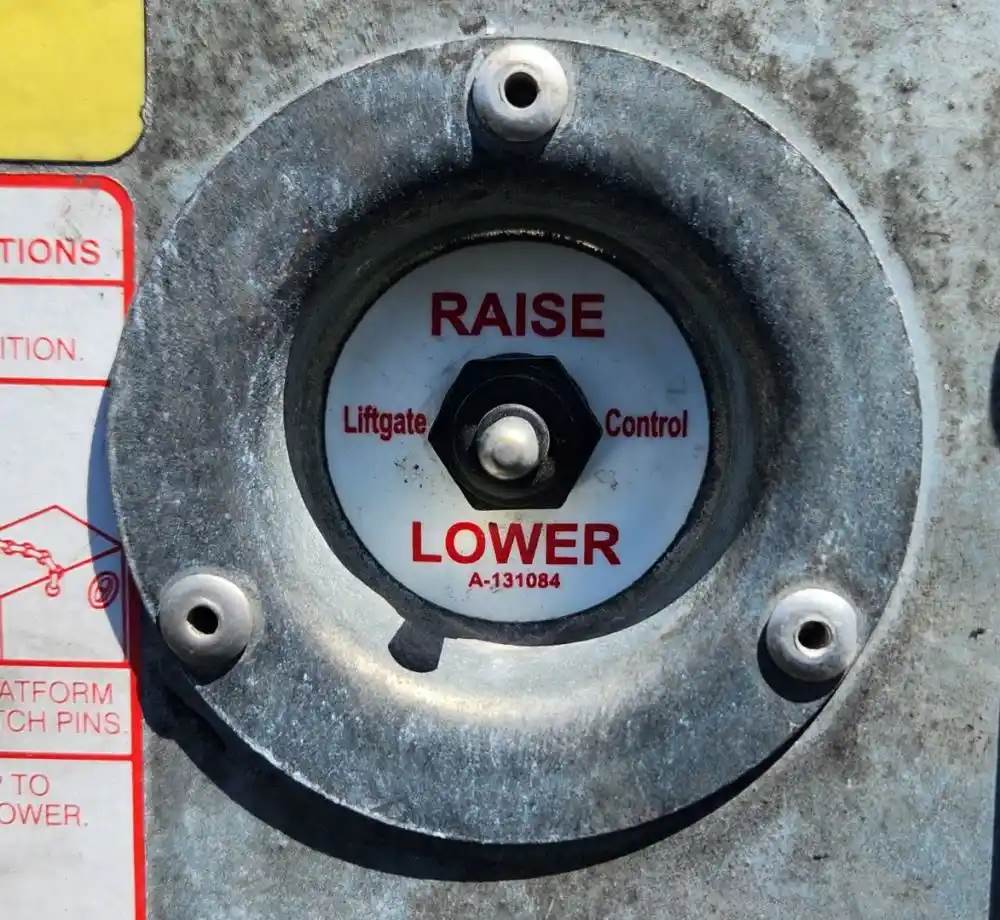 TIONS
ITION.
ATFORM
TCH PINS.
TO
OWER.
RAISE
Liftgate Control
LOWER
A-131084